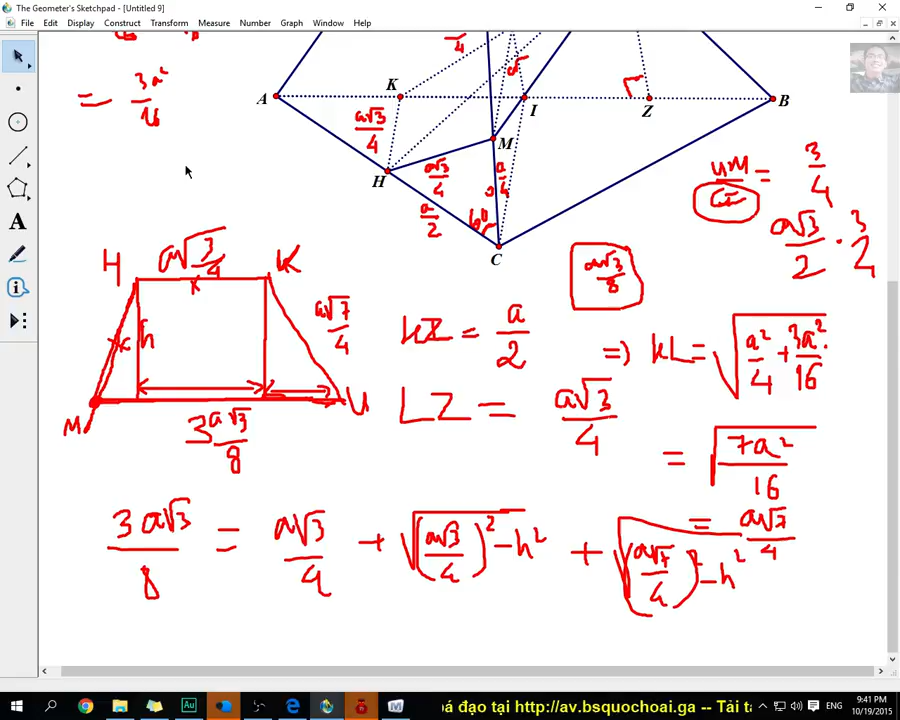 The Geometer's Sketchpad - [Untitled 9]
File Edit Display Construct Transform Measure Number Graph Window Help
= 3a²/16
4
A K I Z B
a√3/4
M
H
a√3/4
a/4
a/2
60
C
UM/CI = 3/4
a√3/2 · 3/2
H a√3/4 K
x
x h
a√7/4
M U
3a√3/8
a√3/8
KZ = a/2
LZ = a√3/4
=> KL = √(a²/4 + 3a²/16)
= √(7a²/16)
= a√7/4
3a√3/8 = a√3/4 + √((a√3/4)² - h²) + √((a√7/4)² - h²)
á đạo tại http://av.bsquochoai.ga -- Tải tà
ENG
9:41 PM
10/19/2015